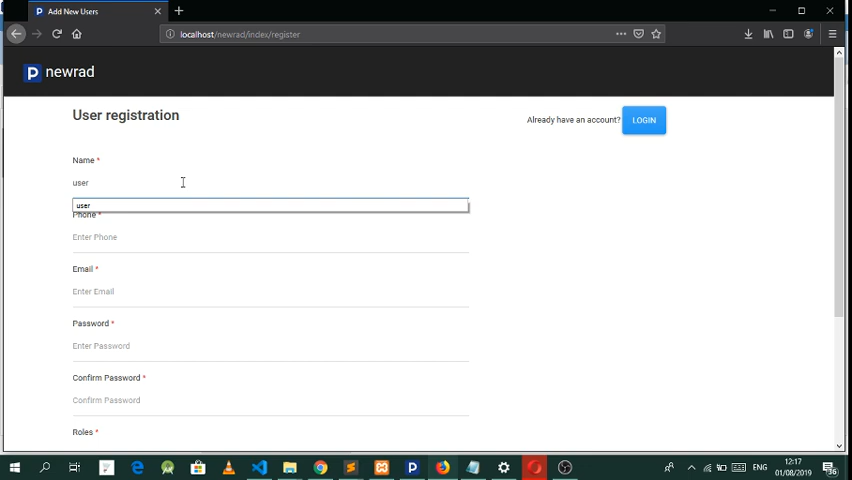 Add New Users
localhost/newrad/index/register
newrad
User registration
Already have an account? LOGIN
Name *
user
user
Phone *
Enter Phone
Email *
Enter Email
Password *
Enter Password
Confirm Password *
Confirm Password
Roles *
ENG
12:17
01/08/2019
36